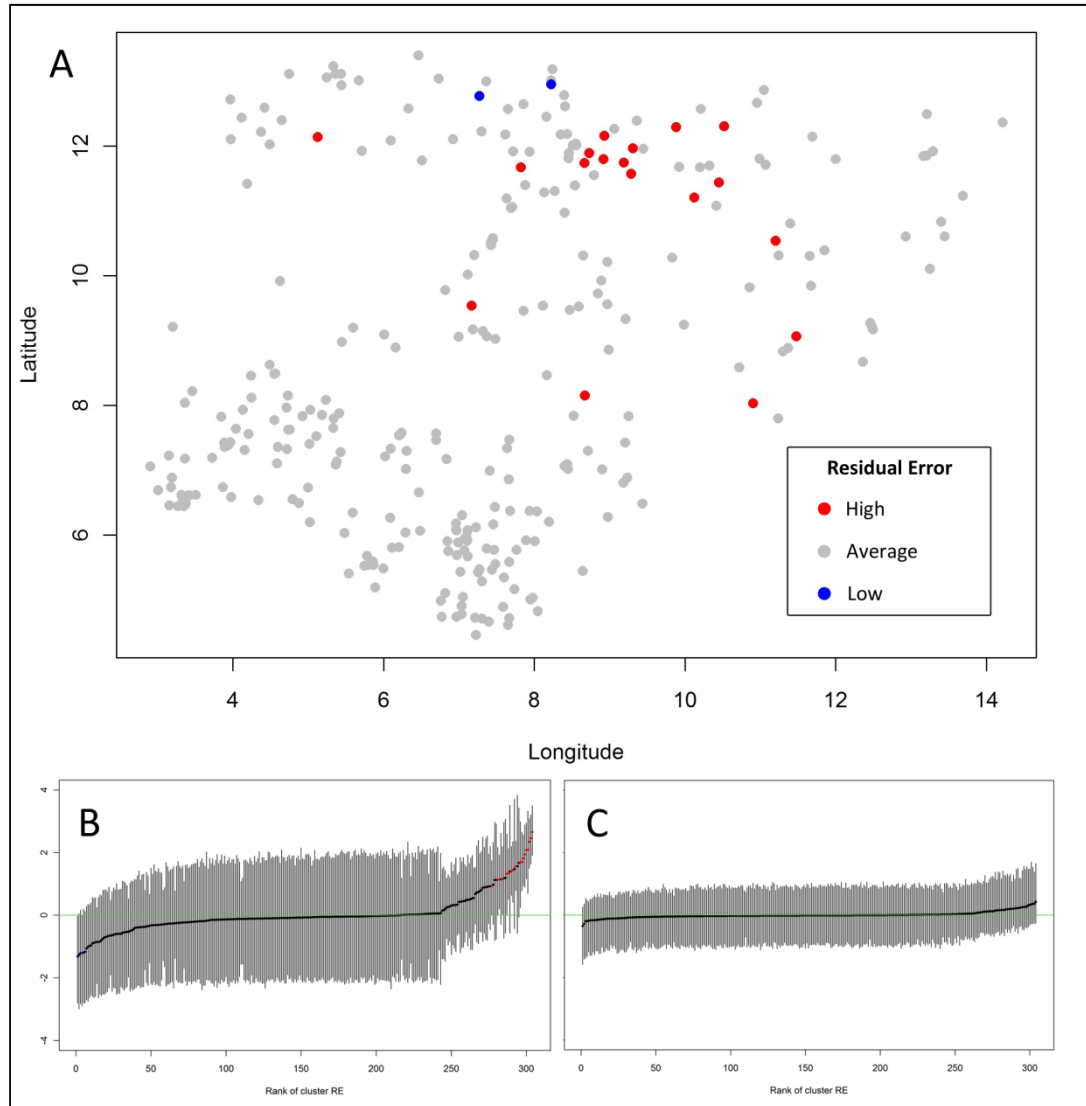 A
12
10
8
6
Latitude
Residual Error
High
Average
Low
4 6 8 10 12 14
Longitude
B C
4
2
0
-2
-4
0 50 100 150 200 250 300 0 50 100 150 200 250 300
Rank of cluster RE Rank of cluster RE